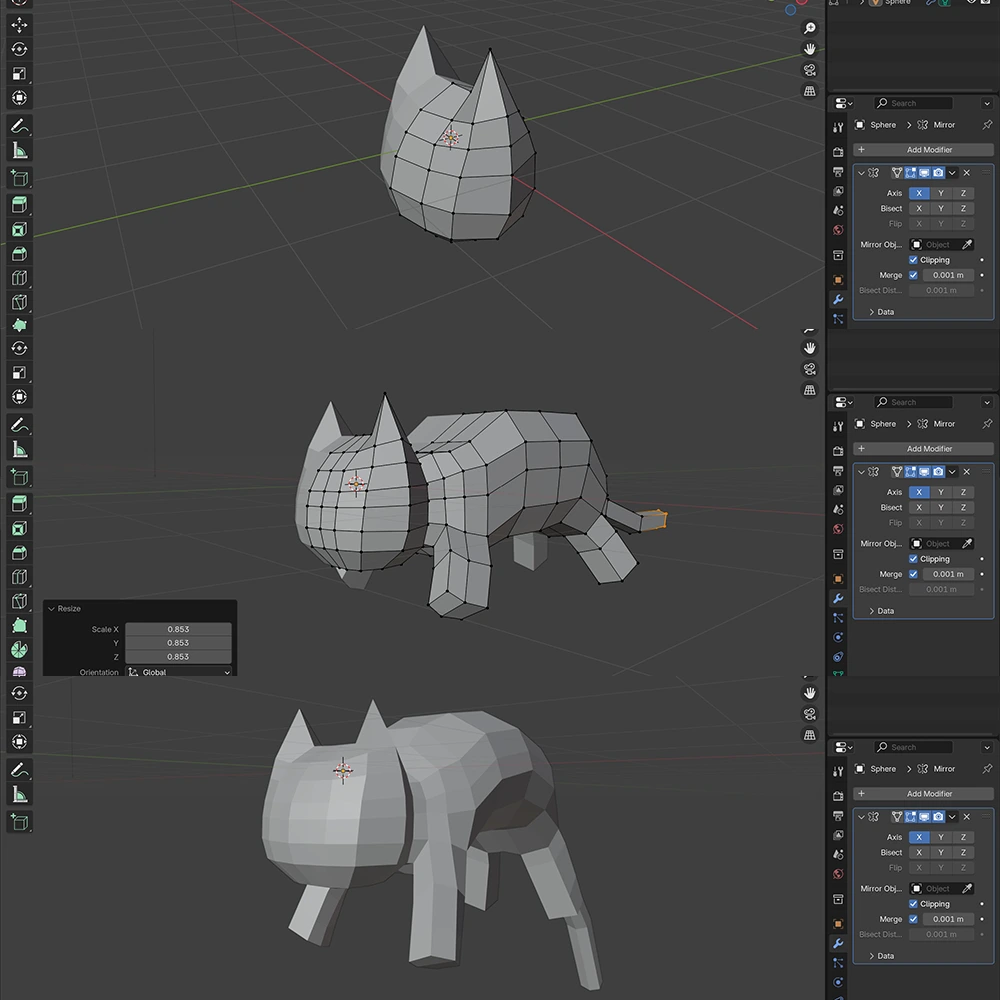 Sphere
Search
Sphere > Mirror
+ Add Modifier
Axis X Y Z
Bisect X Y Z
Flip X Y Z
Mirror Obj... Object
Clipping
Merge 0.001 m
Bisect Dist... 0.001 m
> Data
Search
Sphere > Mirror
+ Add Modifier
Axis X Y Z
Bisect X Y Z
Flip X Y Z
Mirror Obj... Object
Clipping
Merge 0.001 m
Bisect Dist... 0.001 m
> Data
Resize
Scale X 0.853
Y 0.853
Z 0.853
Orientation Global
Search
Sphere > Mirror
+ Add Modifier
Axis X Y Z
Bisect X Y Z
Flip X Y Z
Mirror Obj... Object
Clipping
Merge 0.001 m
Bisect Dist... 0.001 m
> Data